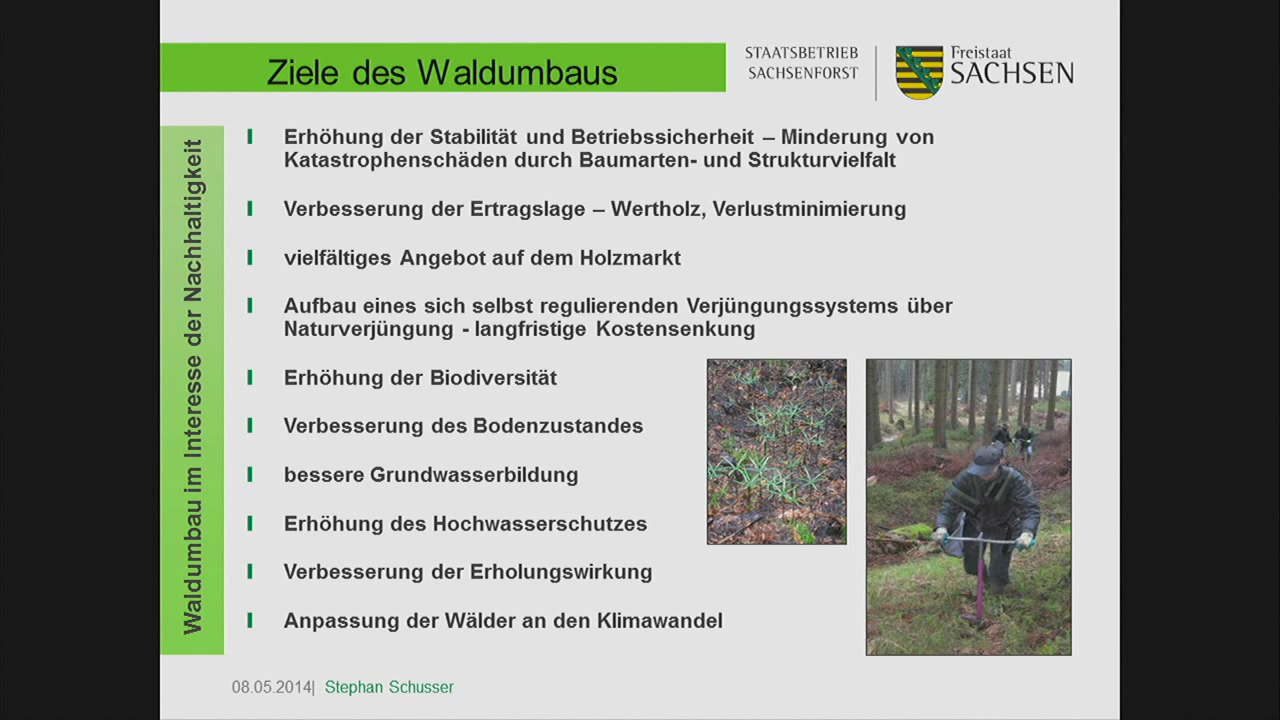 Ziele des Waldumbaus
STAATSBETRIEB
SACHSENFORST
Freistaat
SACHSEN
Waldumbau im Interesse der Nachhaltigkeit
Erhöhung der Stabilität und Betriebssicherheit – Minderung von
Katastrophenschäden durch Baumarten- und Strukturvielfalt
Verbesserung der Ertragslage – Wertholz, Verlustminimierung
vielfältiges Angebot auf dem Holzmarkt
Aufbau eines sich selbst regulierenden Verjüngungssystems über
Naturverjüngung - langfristige Kostensenkung
Erhöhung der Biodiversität
Verbesserung des Bodenzustandes
bessere Grundwasserbildung
Erhöhung des Hochwasserschutzes
Verbesserung der Erholungswirkung
Anpassung der Wälder an den Klimawandel
08.05.2014| Stephan Schusser